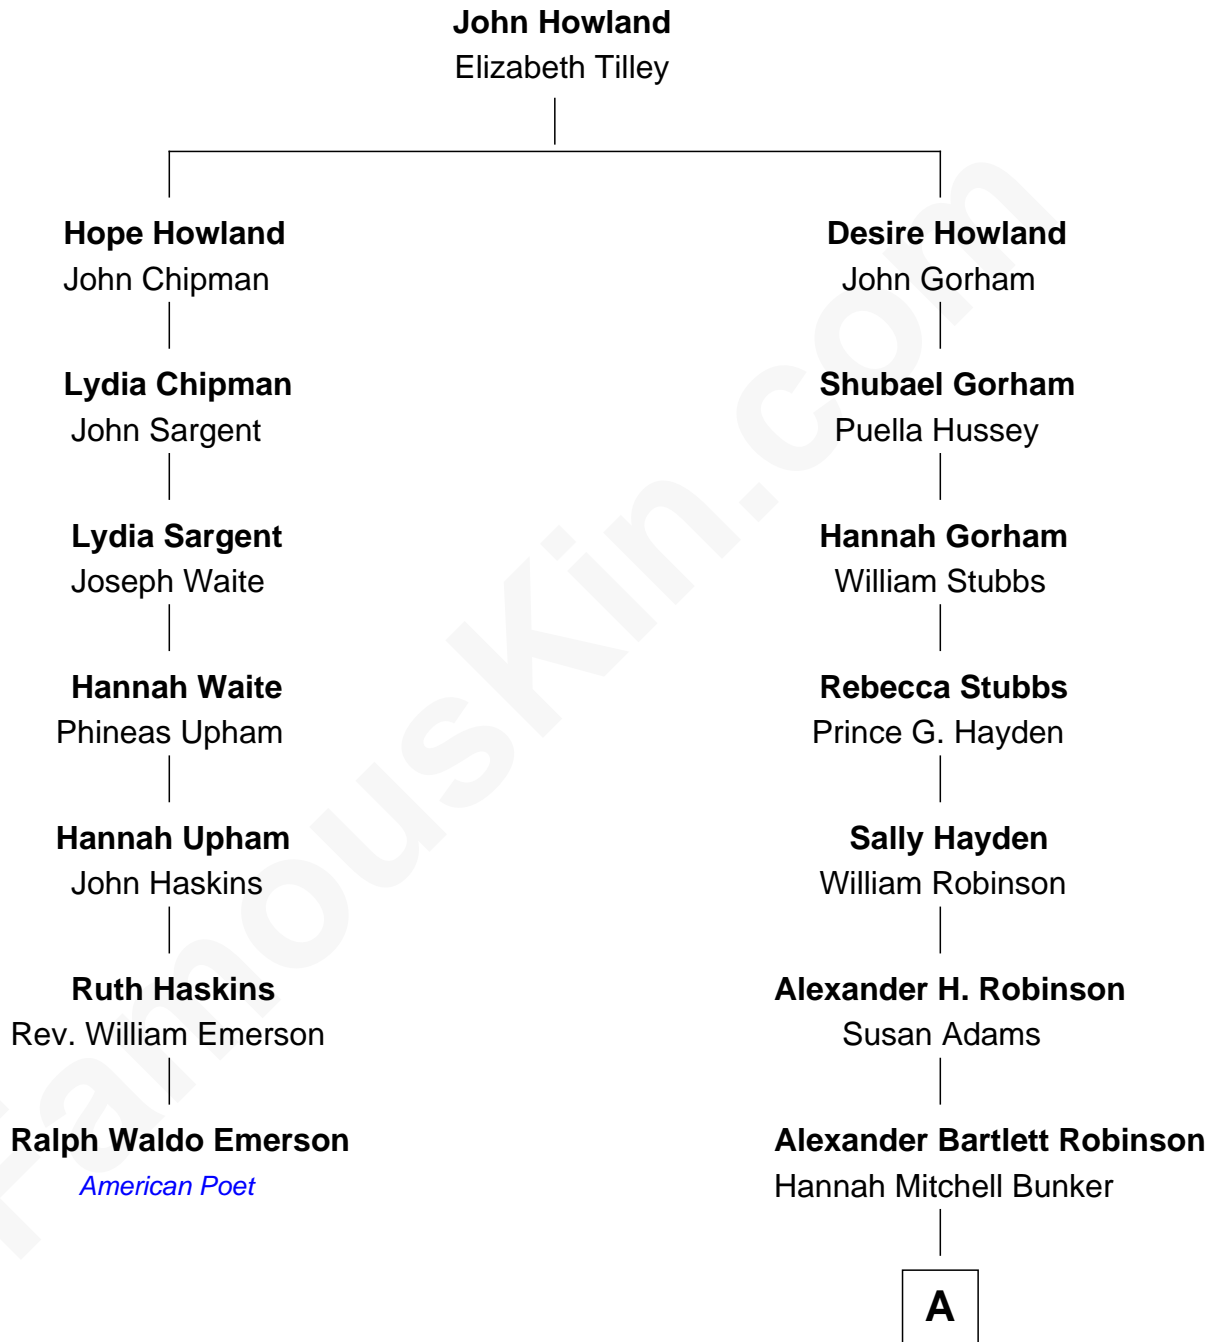 John Howland
Elizabeth Tilley
Hope Howland
John Chipman
Lydia Chipman
John Sargent
Lydia Sargent
Joseph Waite
Hannah Waite
Phineas Upham
Hannah Upham
John Haskins
Ruth Haskins
Rev. William Emerson
Ralph Waldo Emerson
American Poet
Desire Howland
John Gorham
Shubael Gorham
Puella Hussey
Hannah Gorham
William Stubbs
Rebecca Stubbs
Prince G. Hayden
Sally Hayden
William Robinson
Alexander H. Robinson
Susan Adams
Alexander Bartlett Robinson
Hannah Mitchell Bunker
A
FamousKin.com